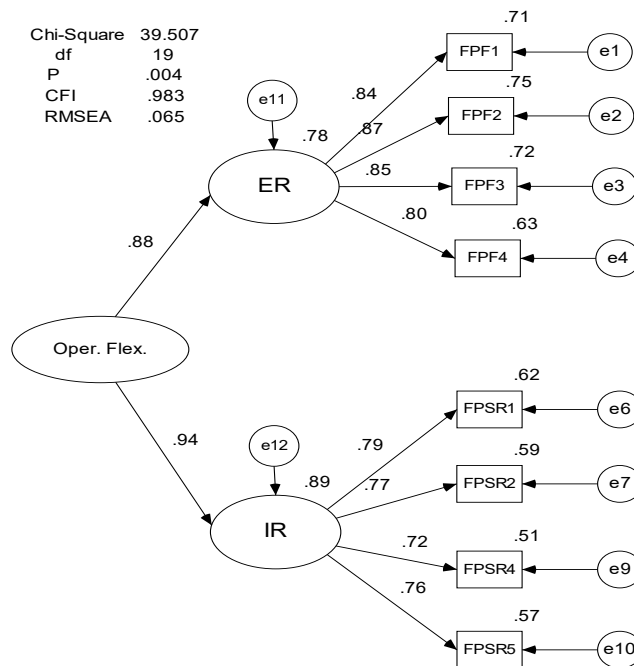 Chi-Square 39.507
df 19
P .004
CFI .983
RMSEA .065
.71
FPF1
e1
.84
e11
.75
FPF2
e2
.87
.78
ER
.72
.85
FPF3
e3
.80
.63
FPF4
e4
.88
Oper. Flex.
.94
.62
FPSR1
e6
.79
e12
.59
.77
FPSR2
e7
.89
IR
.51
.72
FPSR4
e9
.76
.57
FPSR5
e10